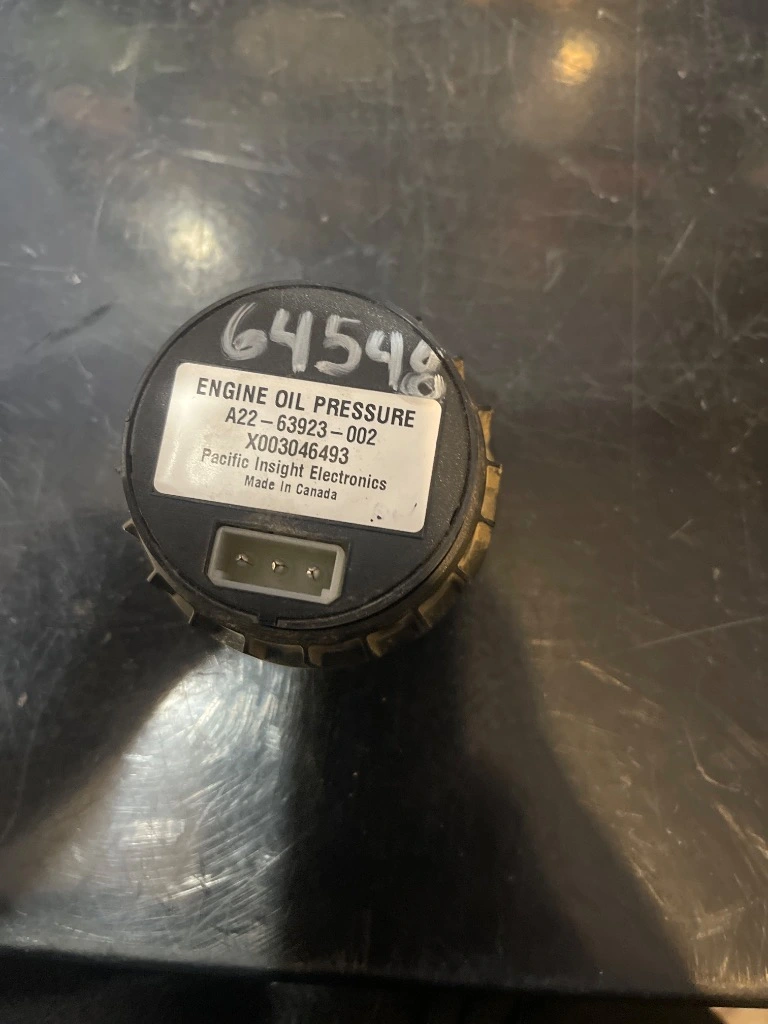 64548
ENGINE OIL PRESSURE
A22-63923-002
X003046493
Pacific Insight Electronics
Made In Canada